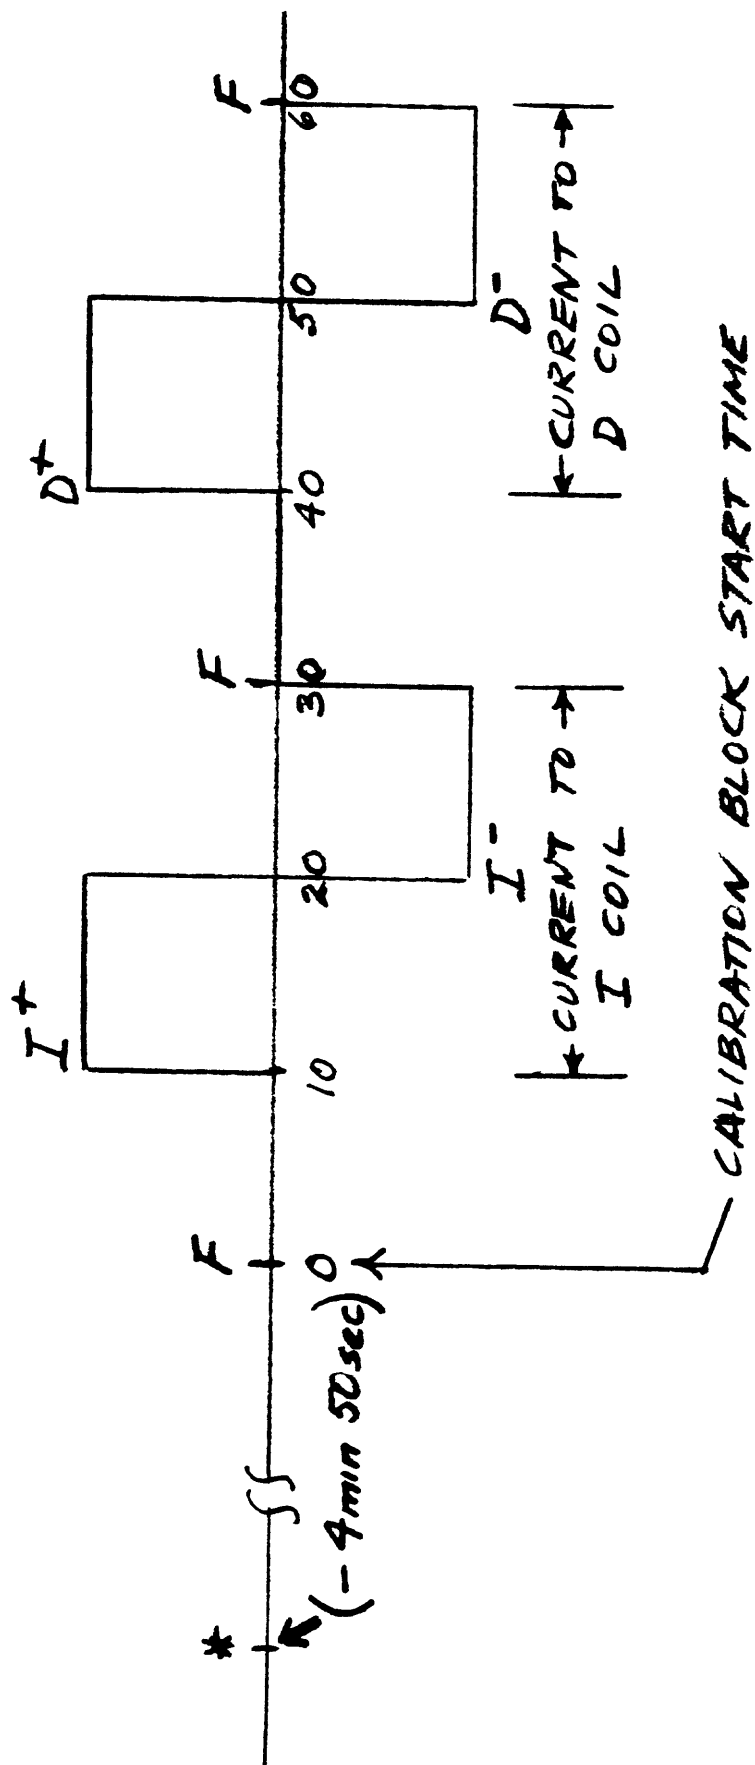 I+
D+
*
F
F
F
(-4min 50sec)
0
10
20
30
40
50
60
I-
D-
CURRENT TO
I COIL
CURRENT TO
D COIL
CALIBRATION BLOCK START TIME